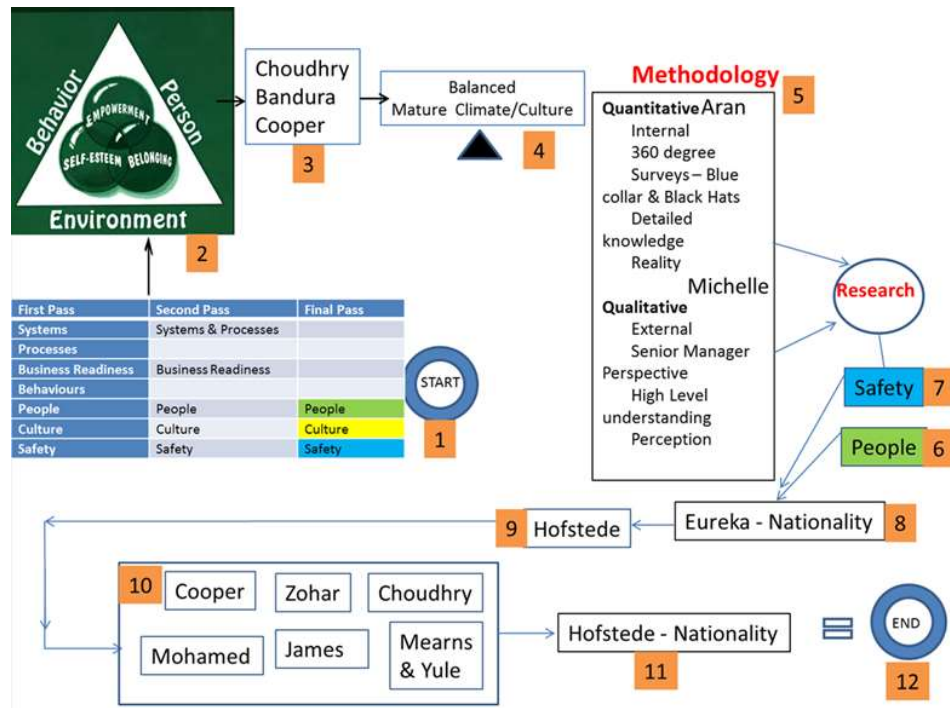 Behavior
Person
EMPOWERMENT
SELF-ESTEEM
BELONGING
Environment
2
Choudhry
Bandura
Cooper
3
Balanced
Mature Climate/Culture
4
Methodology
5
Quantitative Aran
Internal
360 degree
Surveys – Blue
collar & Black Hats
Detailed
knowledge
Reality
Michelle
Qualitative
External
Senior Manager
Perspective
High Level
understanding
Perception
Research
First Pass Second Pass Final Pass
Systems Systems & Processes
Processes
Business Readiness Business Readiness
Behaviours
People People People
Culture Culture Culture
Safety Safety Safety
START
1
Safety 7
People 6
Eureka - Nationality 8
9 Hofstede
10
Cooper Zohar Choudhry
Mohamed James Mearns
& Yule
Hofstede - Nationality
11
=
END
12